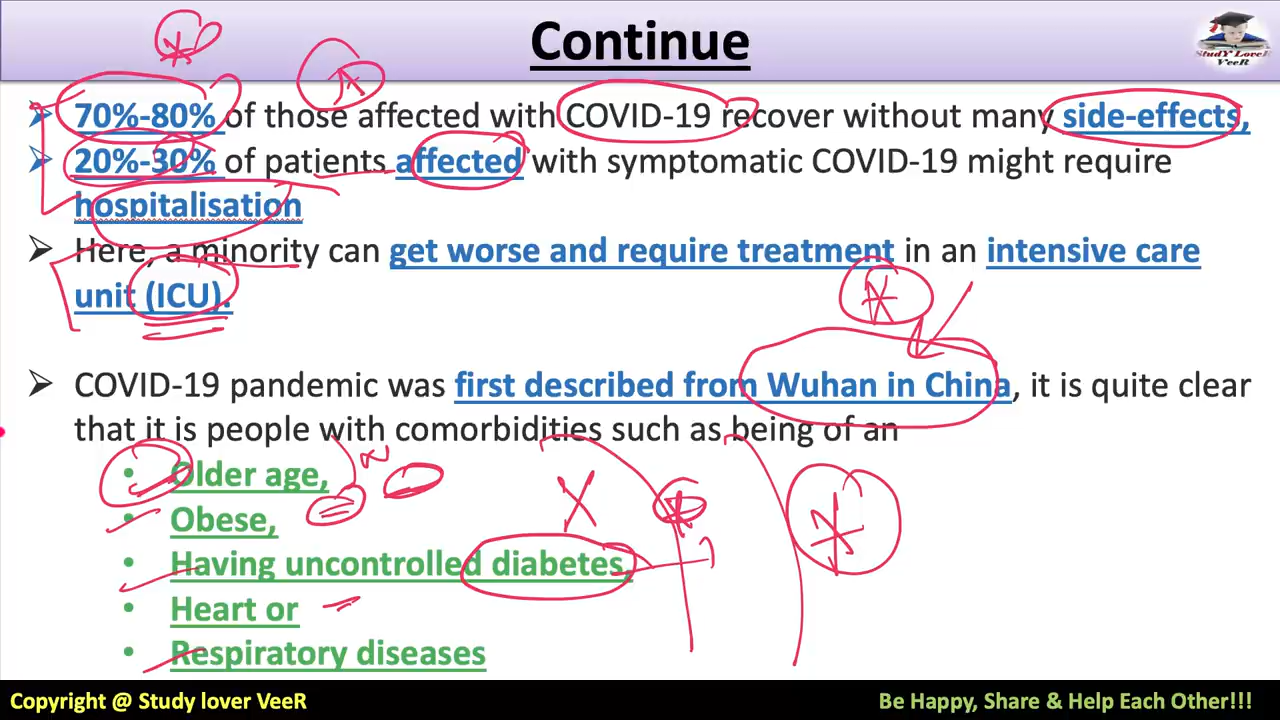 Continue
StudY LoveR
VeeR
➤ 70%-80% of those affected with COVID-19 recover without many side-effects,
➤ 20%-30% of patients affected with symptomatic COVID-19 might require
hospitalisation
➤ Here, a minority can get worse and require treatment in an intensive care
unit (ICU).
➤ COVID-19 pandemic was first described from Wuhan in China, it is quite clear
that it is people with comorbidities such as being of an
• Older age,
• Obese,
• Having uncontrolled diabetes,
• Heart or
• Respiratory diseases
Copyright @ Study lover VeeR
Be Happy, Share & Help Each Other!!!